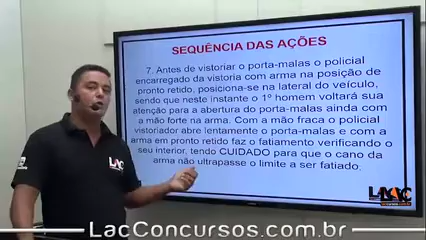 SEQUÊNCIA DAS AÇÕES
7. Antes de vistoriar o porta-malas o policial
encarregado da vistoria com arma na posição de
pronto retido, posiciona-se na lateral do veículo,
sendo que neste instante o 1º homem voltará sua
atenção para a abertura do porta-malas ainda com
a mão forte na arma. Com a mão fraca o policial
vistoriador abre lentamente o porta-malas e com a
arma em pronto retido faz o fatiamento verificando o
seu interior, tendo CUIDADO para que o cano da
arma não ultrapasse o limite a ser fatiado.
LAC
LAC
LAC
LacConcursos.com.br